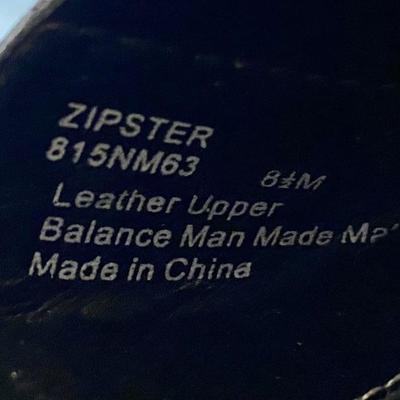 ZIPSTER
815NM63 8½M
Leather Upper
Balance Man Made
Made in China